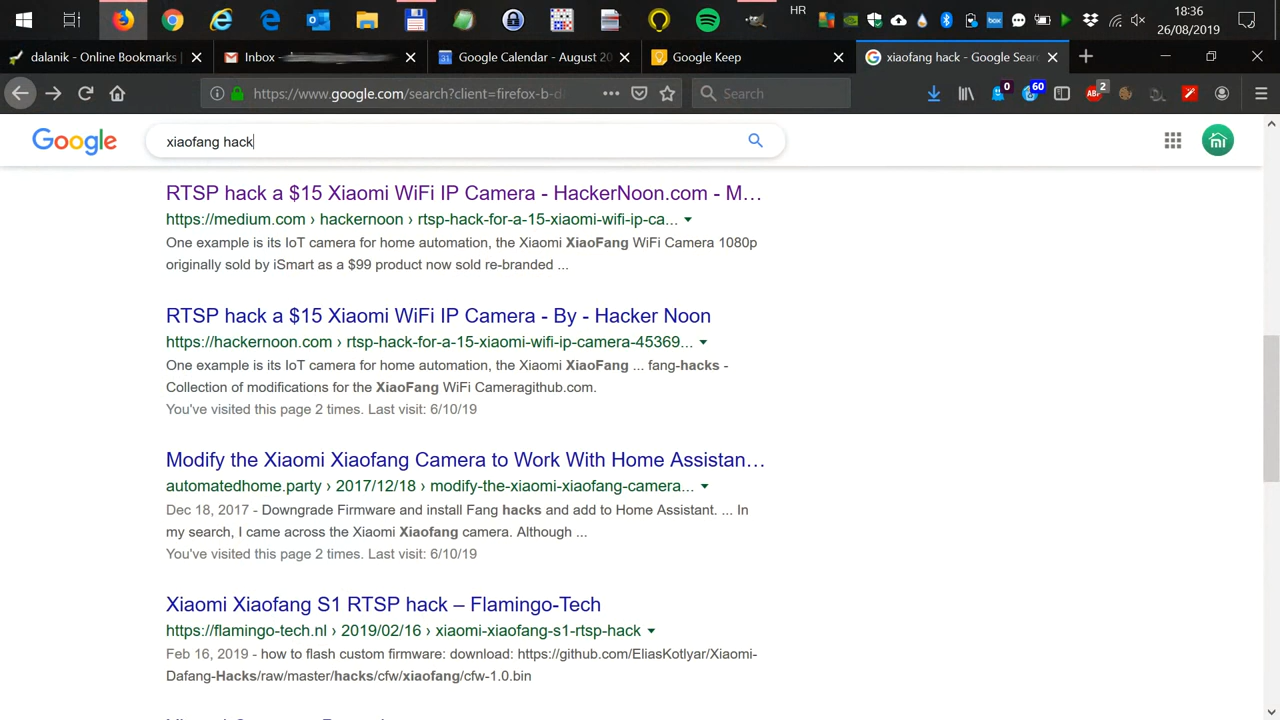 HR
18:36
26/08/2019
dalanik - Online Bookmarks |
Inbox -
Google Calendar - August 20
Google Keep
xiaofang hack - Google Sear
https://www.google.com/search?client=firefox-b-d-
Search
0
60
ABP
2
Google
xiaofang hack
RTSP hack a $15 Xiaomi WiFi IP Camera - HackerNoon.com - M...
https://medium.com › hackernoon › rtsp-hack-for-a-15-xiaomi-wifi-ip-ca...
One example is its IoT camera for home automation, the Xiaomi XiaoFang WiFi Camera 1080p
originally sold by iSmart as a $99 product now sold re-branded ...
RTSP hack a $15 Xiaomi WiFi IP Camera - By - Hacker Noon
https://hackernoon.com › rtsp-hack-for-a-15-xiaomi-wifi-ip-camera-45369...
One example is its IoT camera for home automation, the Xiaomi XiaoFang ... fang-hacks -
Collection of modifications for the XiaoFang WiFi Cameragithub.com.
You've visited this page 2 times. Last visit: 6/10/19
Modify the Xiaomi Xiaofang Camera to Work With Home Assistan...
automatedhome.party › 2017/12/18 › modify-the-xiaomi-xiaofang-camera...
Dec 18, 2017 - Downgrade Firmware and install Fang hacks and add to Home Assistant. ... In
my search, I came across the Xiaomi Xiaofang camera. Although ...
You've visited this page 2 times. Last visit: 6/10/19
Xiaomi Xiaofang S1 RTSP hack – Flamingo-Tech
https://flamingo-tech.nl › 2019/02/16 › xiaomi-xiaofang-s1-rtsp-hack
Feb 16, 2019 - how to flash custom firmware: download: https://github.com/EliasKotlyar/Xiaomi-
Dafang-Hacks/raw/master/hacks/cfw/xiaofang/cfw-1.0.bin